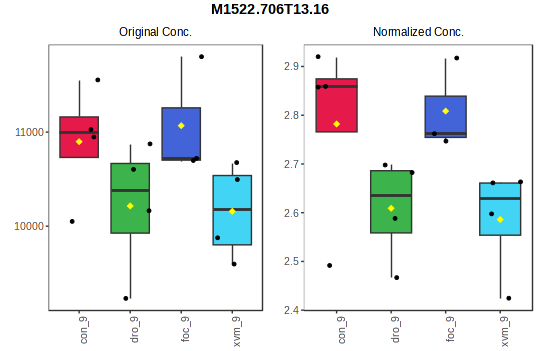 M1522.706T13.16
Original Conc.
Normalized Conc.
11000
10000
con_9
dro_9
foc_9
xvm_9
2.9
2.8
2.7
2.6
2.5
2.4
con_9
dro_9
foc_9
xvm_9